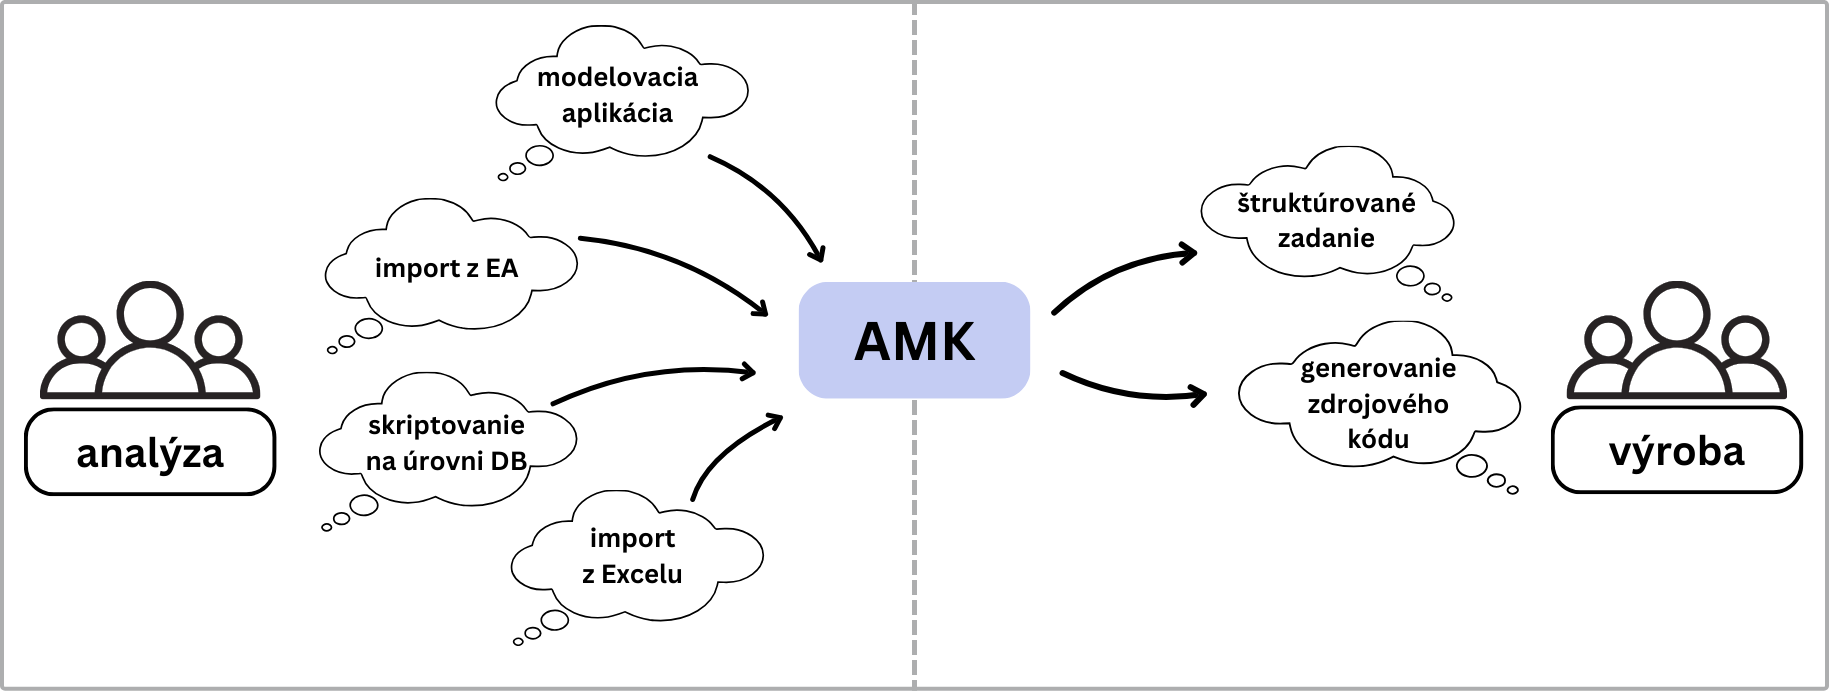 modelovacia
aplikácia
import z EA
skriptovanie
na úrovni DB
import
z Excelu
analýza
AMK
štruktúrované
zadanie
generovanie
zdrojového
kódu
výroba